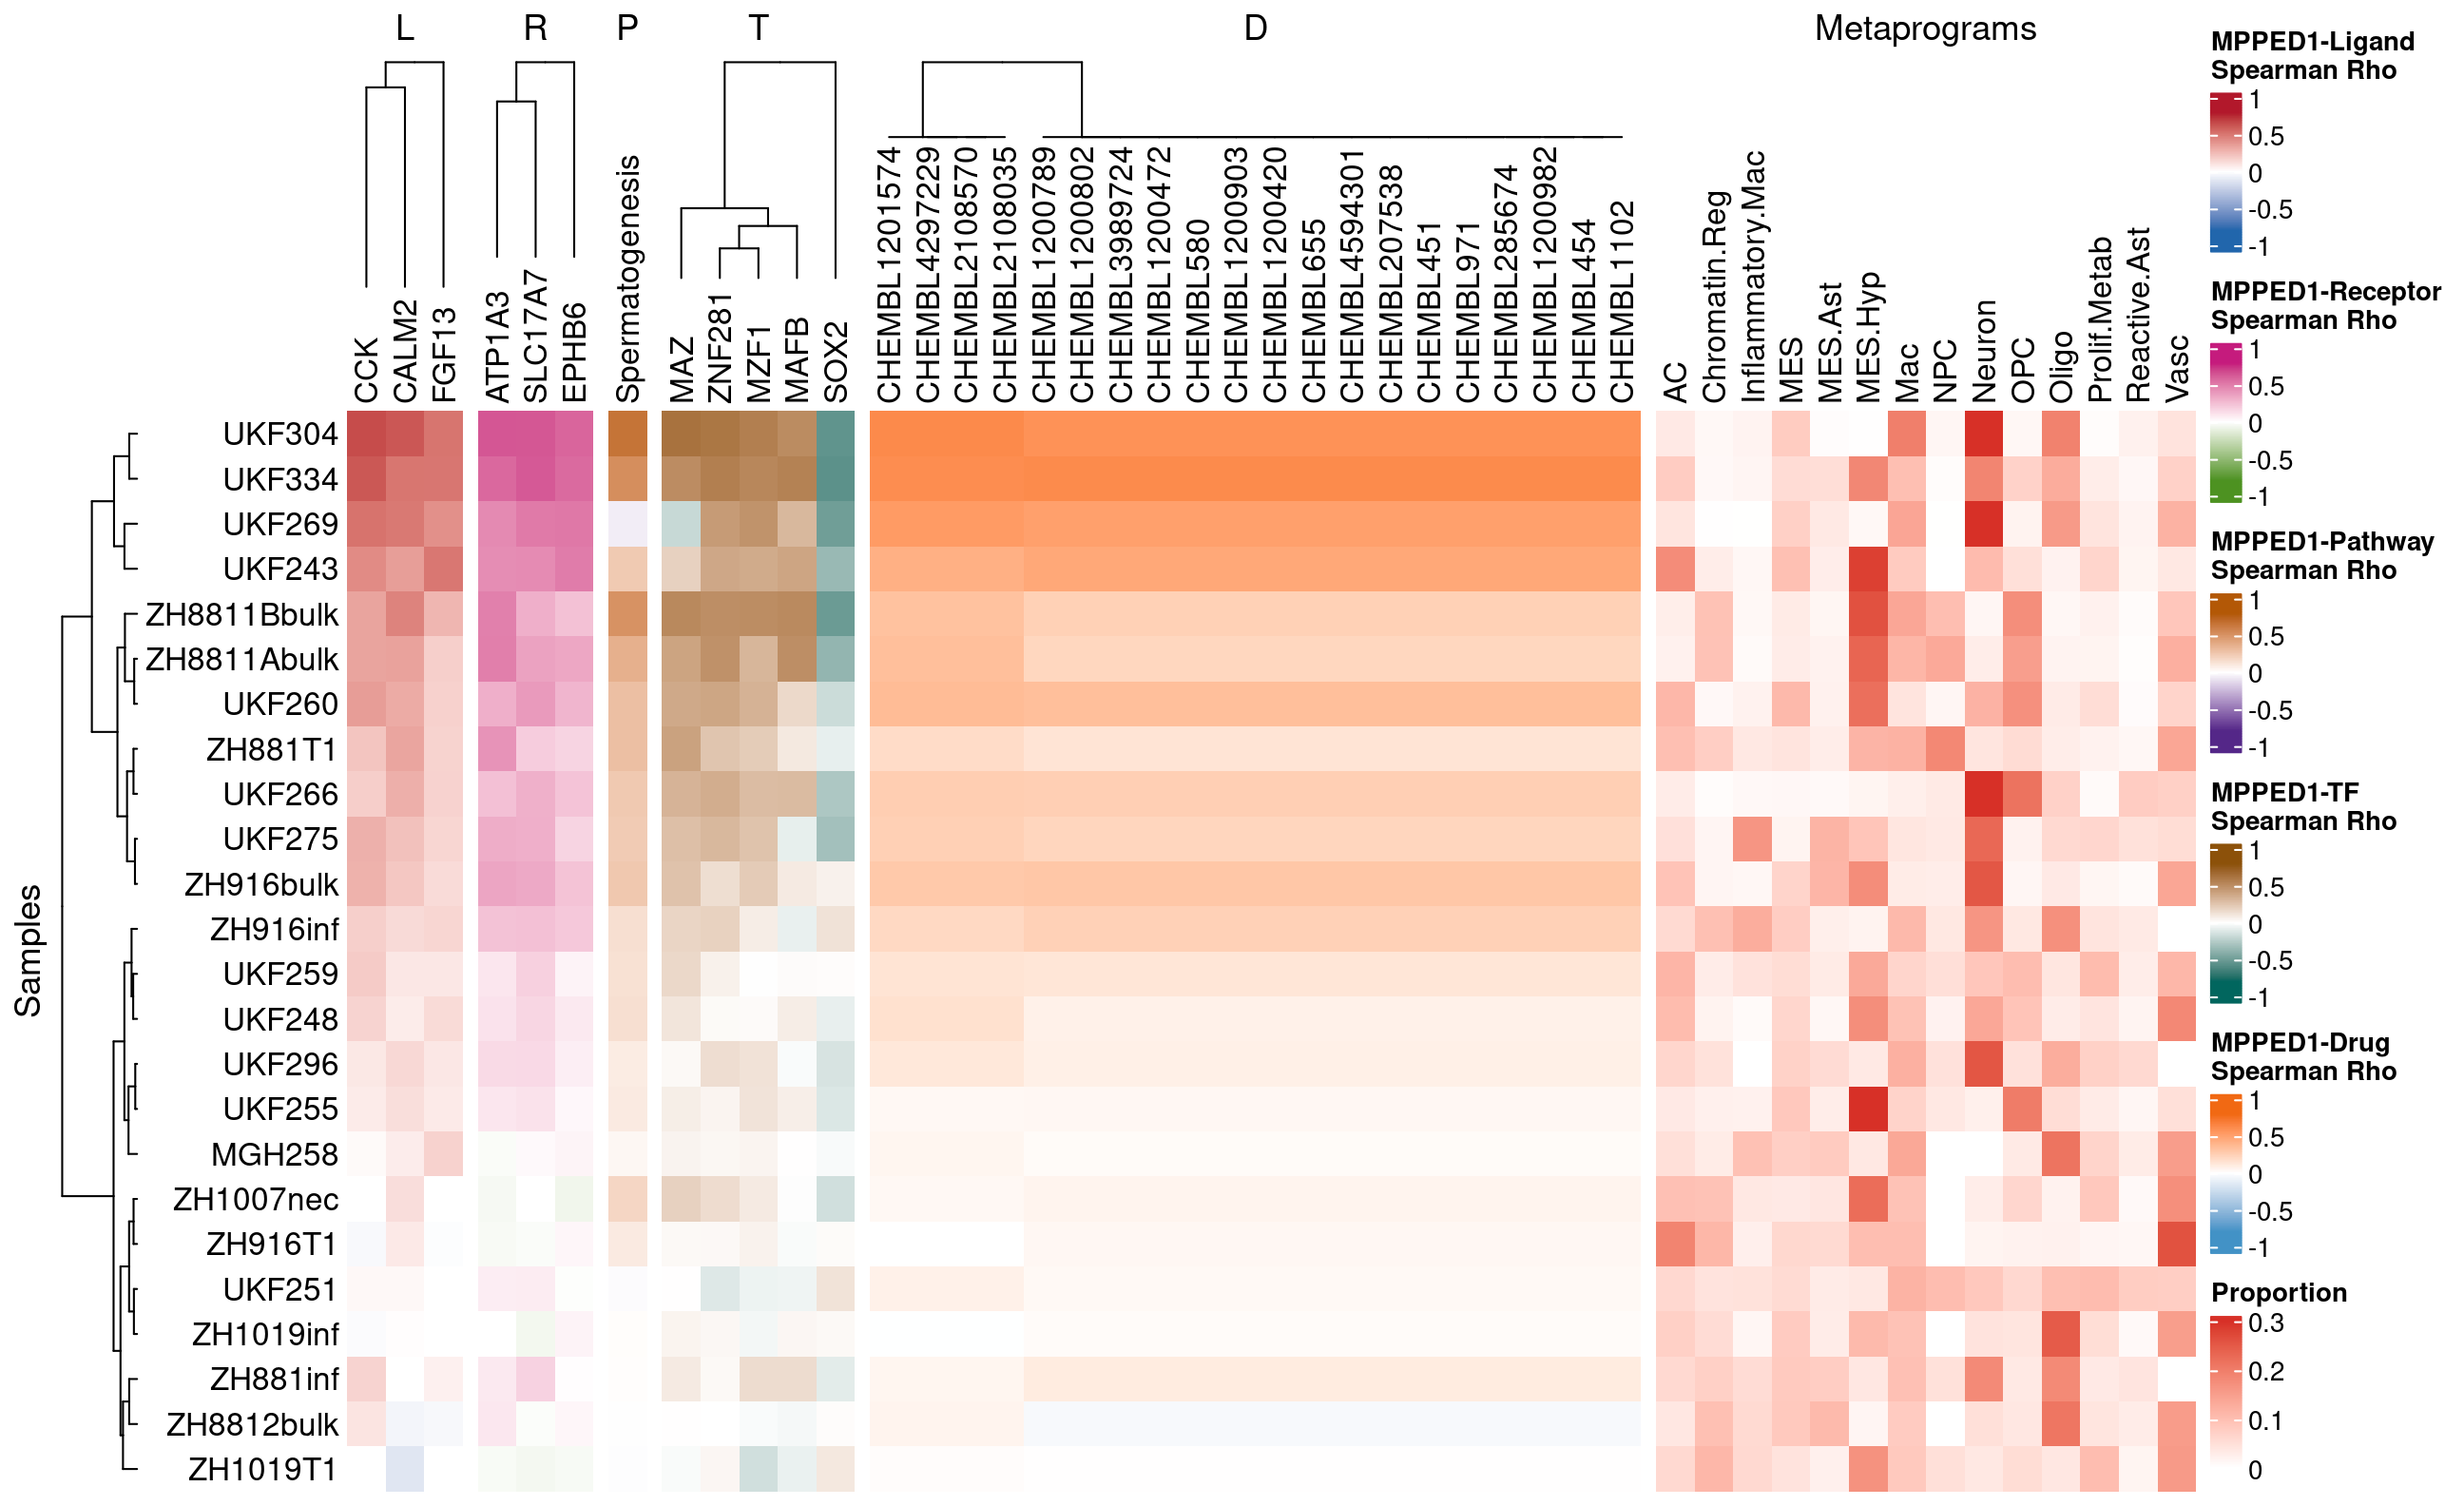 L R P T D Metaprograms
CCK
CALM2
FGF13
ATP1A3
SLC17A7
EPHB6
Spermatogenesis
MAZ
ZNF281
MZF1
MAFB
SOX2
CHEMBL1201574
CHEMBL4297229
CHEMBL2108570
CHEMBL2108035
CHEMBL1200789
CHEMBL1200802
CHEMBL3989724
CHEMBL1200472
CHEMBL580
CHEMBL1200903
CHEMBL1200420
CHEMBL655
CHEMBL4594301
CHEMBL207538
CHEMBL451
CHEMBL971
CHEMBL285674
CHEMBL1200982
CHEMBL454
CHEMBL1102
AC
Chromatin.Reg
Inflammatory.Mac
MES
MES.Ast
MES.Hyp
Mac
NPC
Neuron
OPC
Oligo
Prolif.Metab
Reactive.Ast
Vasc
Samples
UKF304
UKF334
UKF269
UKF243
ZH8811Bbulk
ZH8811Abulk
UKF260
ZH881T1
UKF266
UKF275
ZH916bulk
ZH916inf
UKF259
UKF248
UKF296
UKF255
MGH258
ZH1007nec
ZH916T1
UKF251
ZH1019inf
ZH881inf
ZH8812bulk
ZH1019T1
MPPED1-Ligand
Spearman Rho
1
0.5
0
-0.5
-1
MPPED1-Receptor
Spearman Rho
1
0.5
0
-0.5
-1
MPPED1-Pathway
Spearman Rho
1
0.5
0
-0.5
-1
MPPED1-TF
Spearman Rho
1
0.5
0
-0.5
-1
MPPED1-Drug
Spearman Rho
1
0.5
0
-0.5
-1
Proportion
0.3
0.2
0.1
0